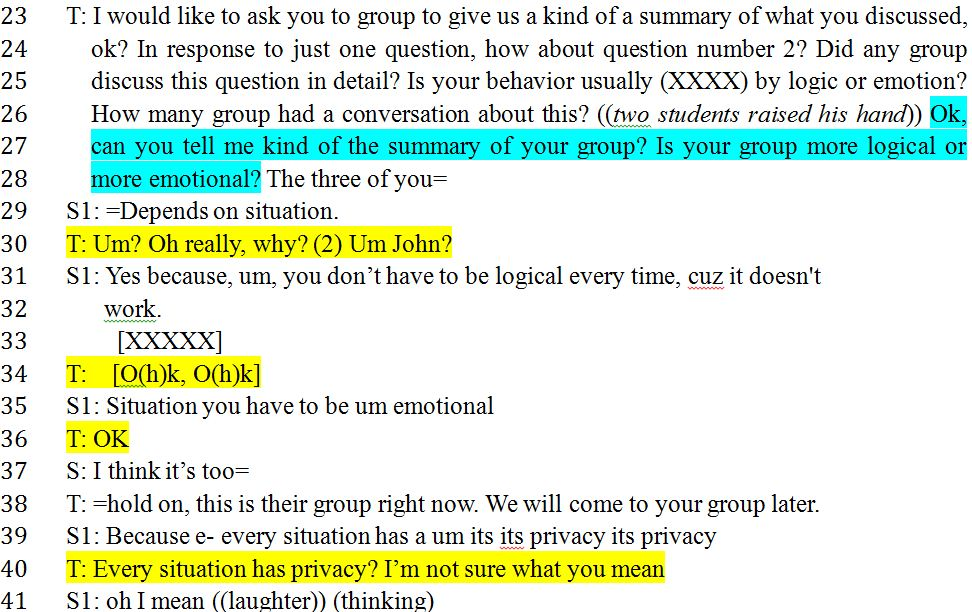 23 T: I would like to ask you to group to give us a kind of a summary of what you discussed,
24 ok? In response to just one question, how about question number 2? Did any group
25 discuss this question in detail? Is your behavior usually (XXXX) by logic or emotion?
26 How many group had a conversation about this? ((two students raised his hand)) Ok,
27 can you tell me kind of the summary of your group? Is your group more logical or
28 more emotional? The three of you=
29 S1: =Depends on situation.
30 T: Um? Oh really, why? (2) Um John?
31 S1: Yes because, um, you don’t have to be logical every time, cuz it doesn't
32 work.
33 [XXXXX]
34 T: [O(h)k, O(h)k]
35 S1: Situation you have to be um emotional
36 T: OK
37 S: I think it’s too=
38 T: =hold on, this is their group right now. We will come to your group later.
39 S1: Because e- every situation has a um its its privacy its privacy
40 T: Every situation has privacy? I’m not sure what you mean
41 S1: oh I mean ((laughter)) (thinking)